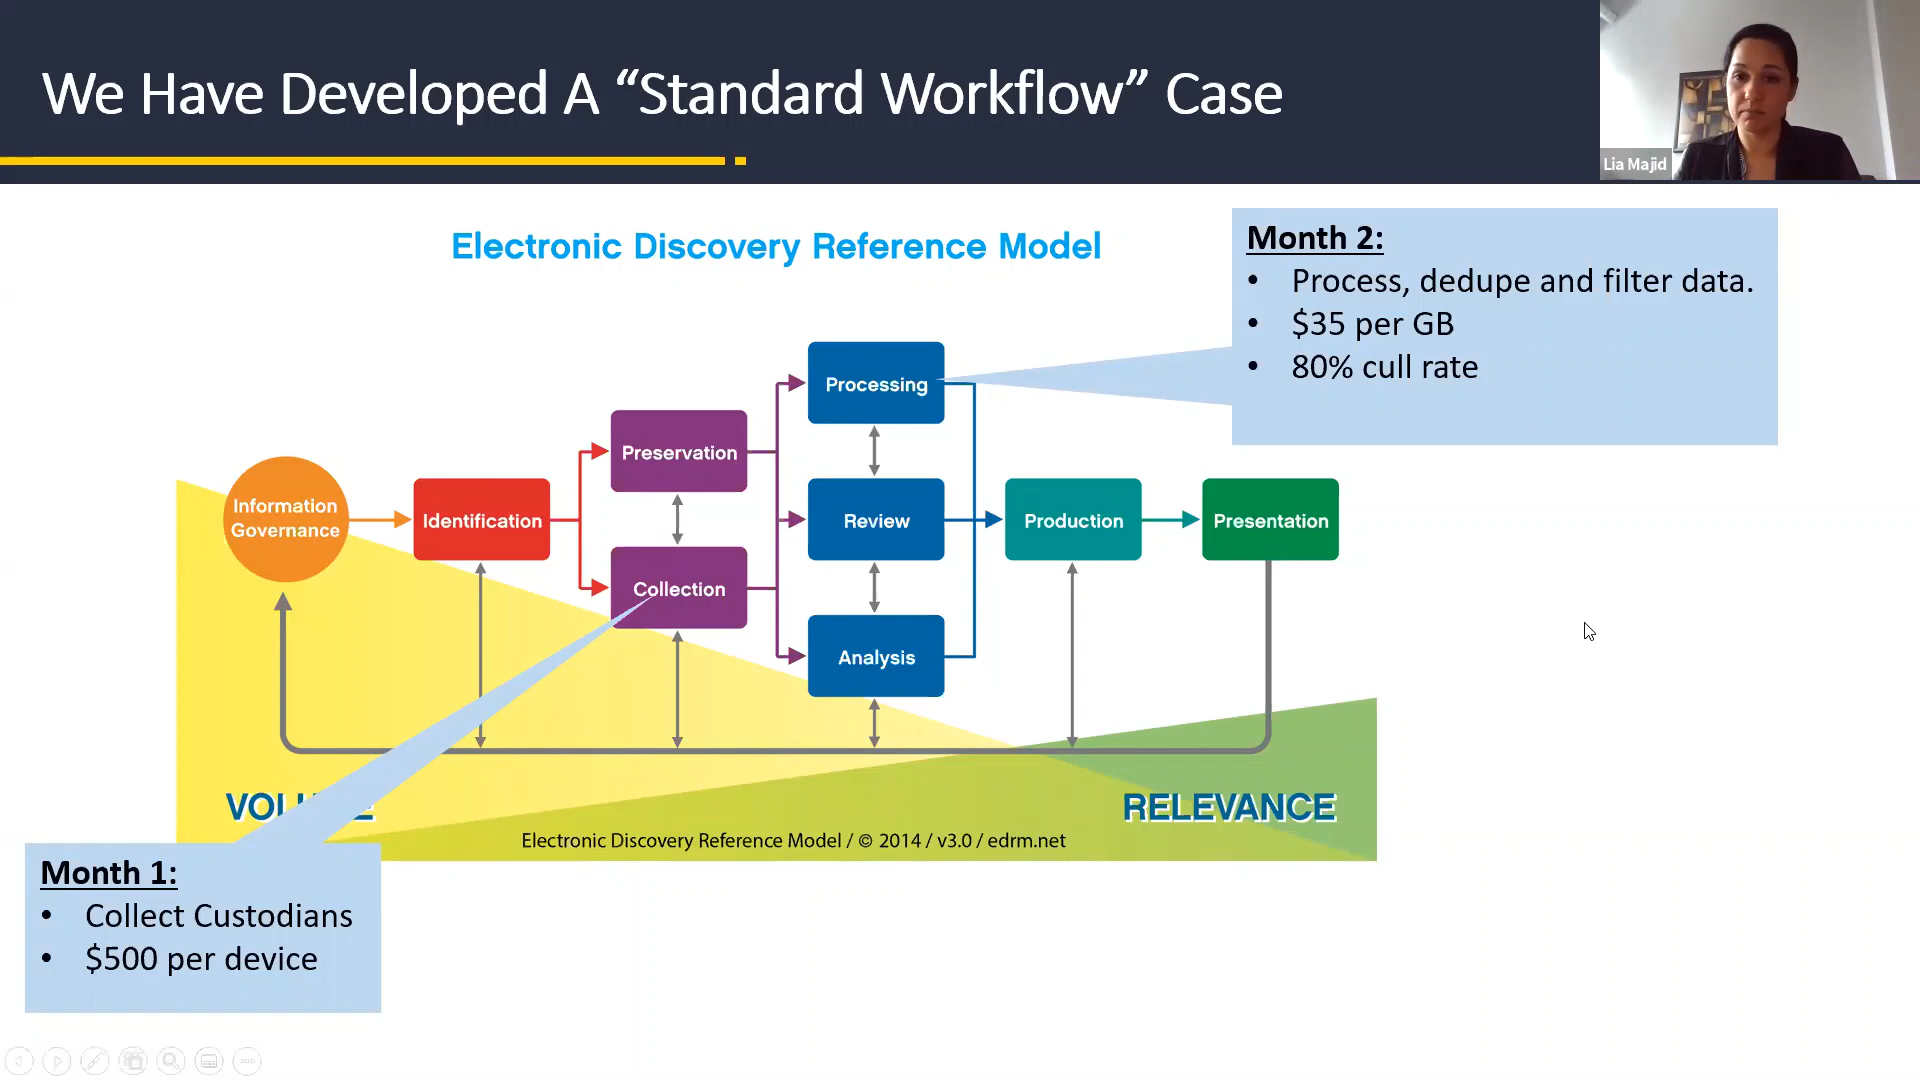 We Have Developed A “Standard Workflow” Case
Lia Majid
Electronic Discovery Reference Model
Month 2:
• Process, dedupe and filter data.
• $35 per GB
• 80% cull rate
Processing
Preservation
Information
Governance
Identification
Review
Production
Presentation
Collection
Analysis
RELEVANCE
Electronic Discovery Reference Model / © 2014 / v3.0 / edrm.net
Month 1:
• Collect Custodians
• $500 per device